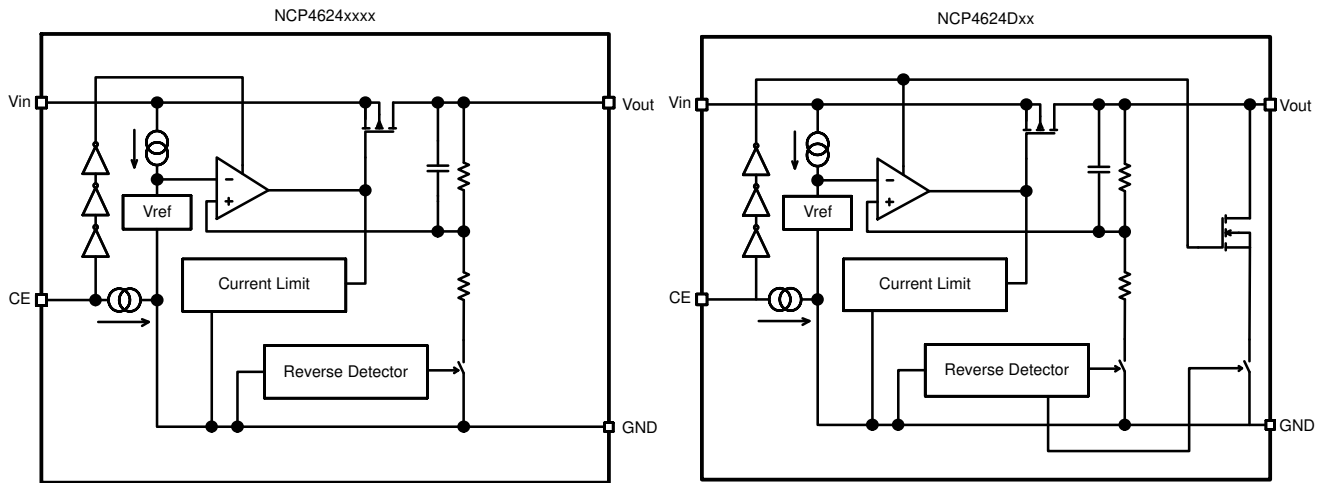 NCP4624xxxx
Vin
Vout
−
+
Vref
Current Limit
CE
Reverse Detector
GND
NCP4624Dxx
Vin
Vout
−
+
Vref
Current Limit
CE
Reverse Detector
GND